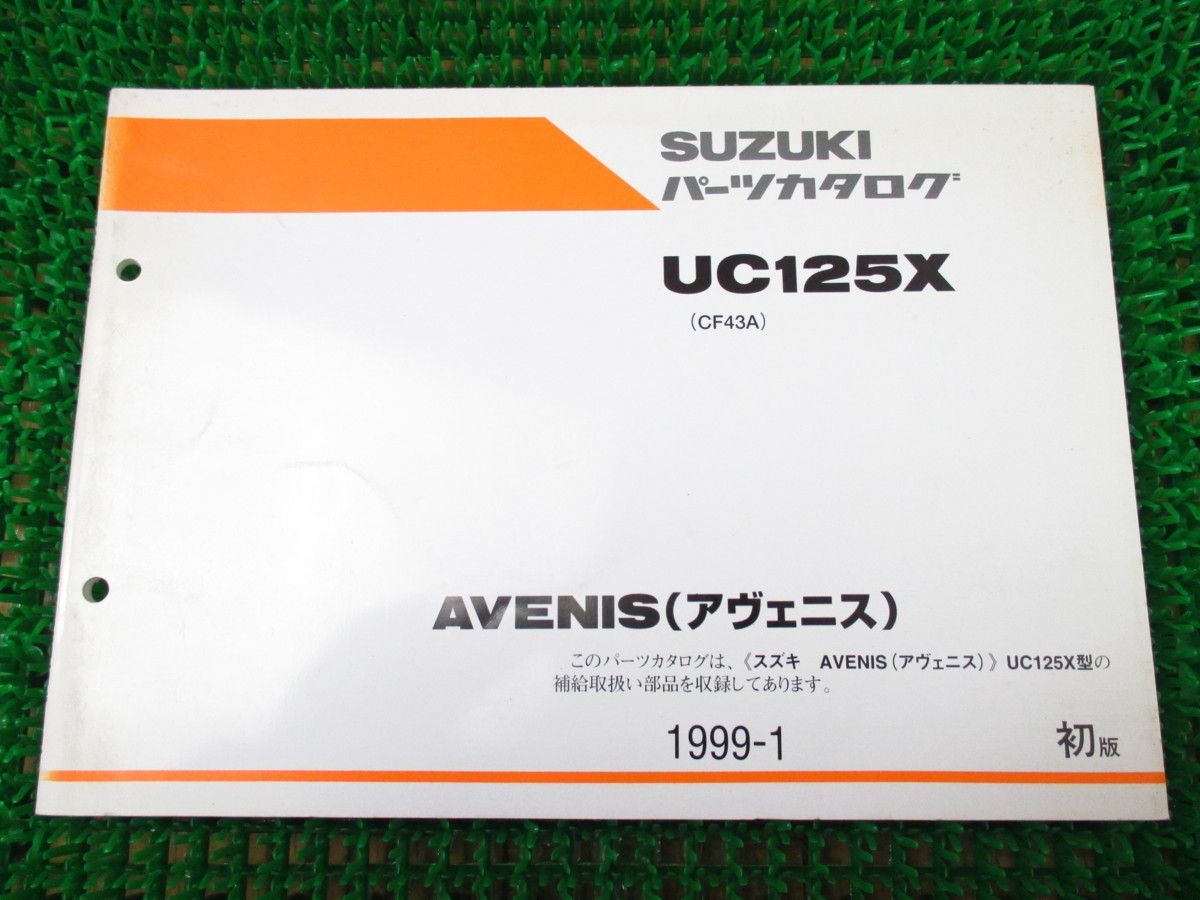 SUZUKI
パーツカタログ
UC125X
(CF43A)
AVENIS(アヴェニス)
このパーツカタログは、《スズキ AVENIS(アヴェニス)》UC125X型の
補給取扱い部品を収録してあります。
1999-1 初版